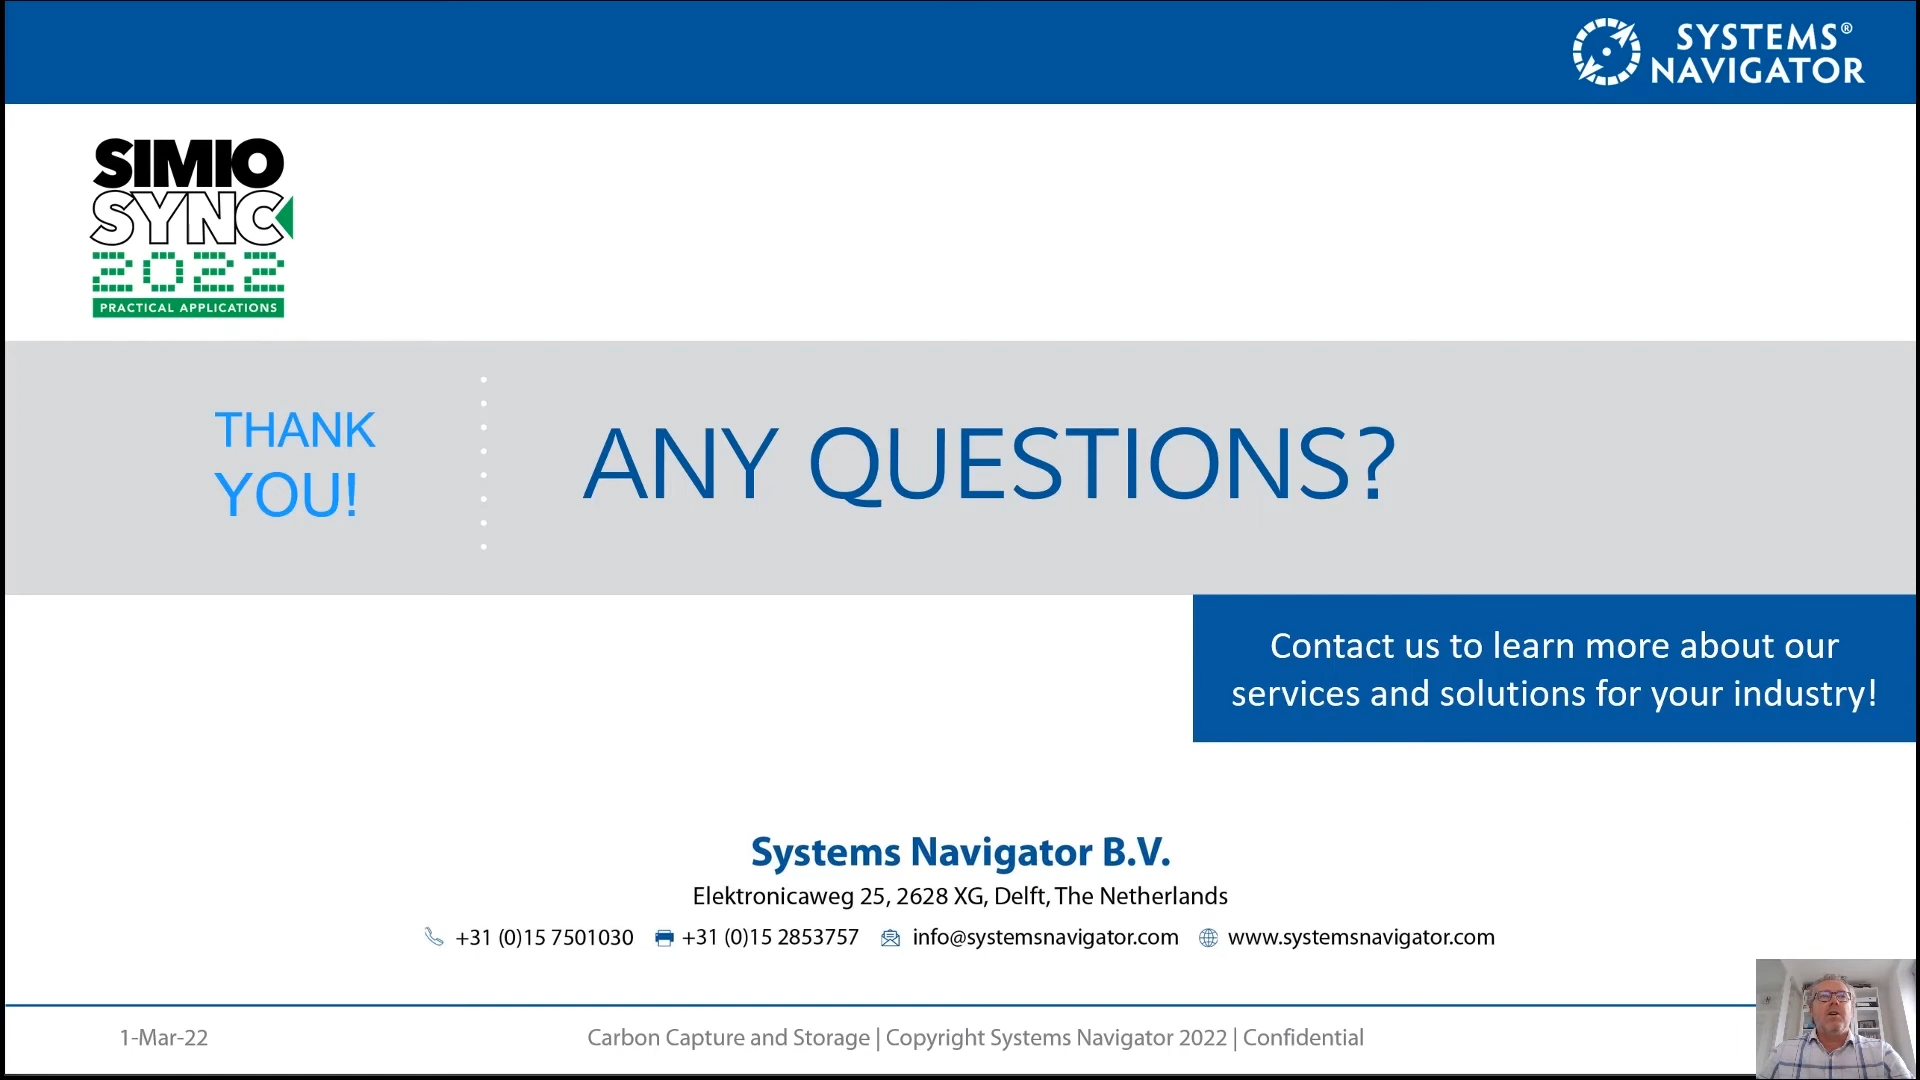 SYSTEMS®
NAVIGATOR
SIMIO
SYNC
2022
PRACTICAL APPLICATIONS
THANK
YOU!
ANY QUESTIONS?
Contact us to learn more about our
services and solutions for your industry!
Systems Navigator B.V.
Elektronicaweg 25, 2628 XG, Delft, The Netherlands
+31 (0)15 7501030 +31 (0)15 2853757 info@systemsnavigator.com www.systemsnavigator.com
1-Mar-22 Carbon Capture and Storage | Copyright Systems Navigator 2022 | Confidential